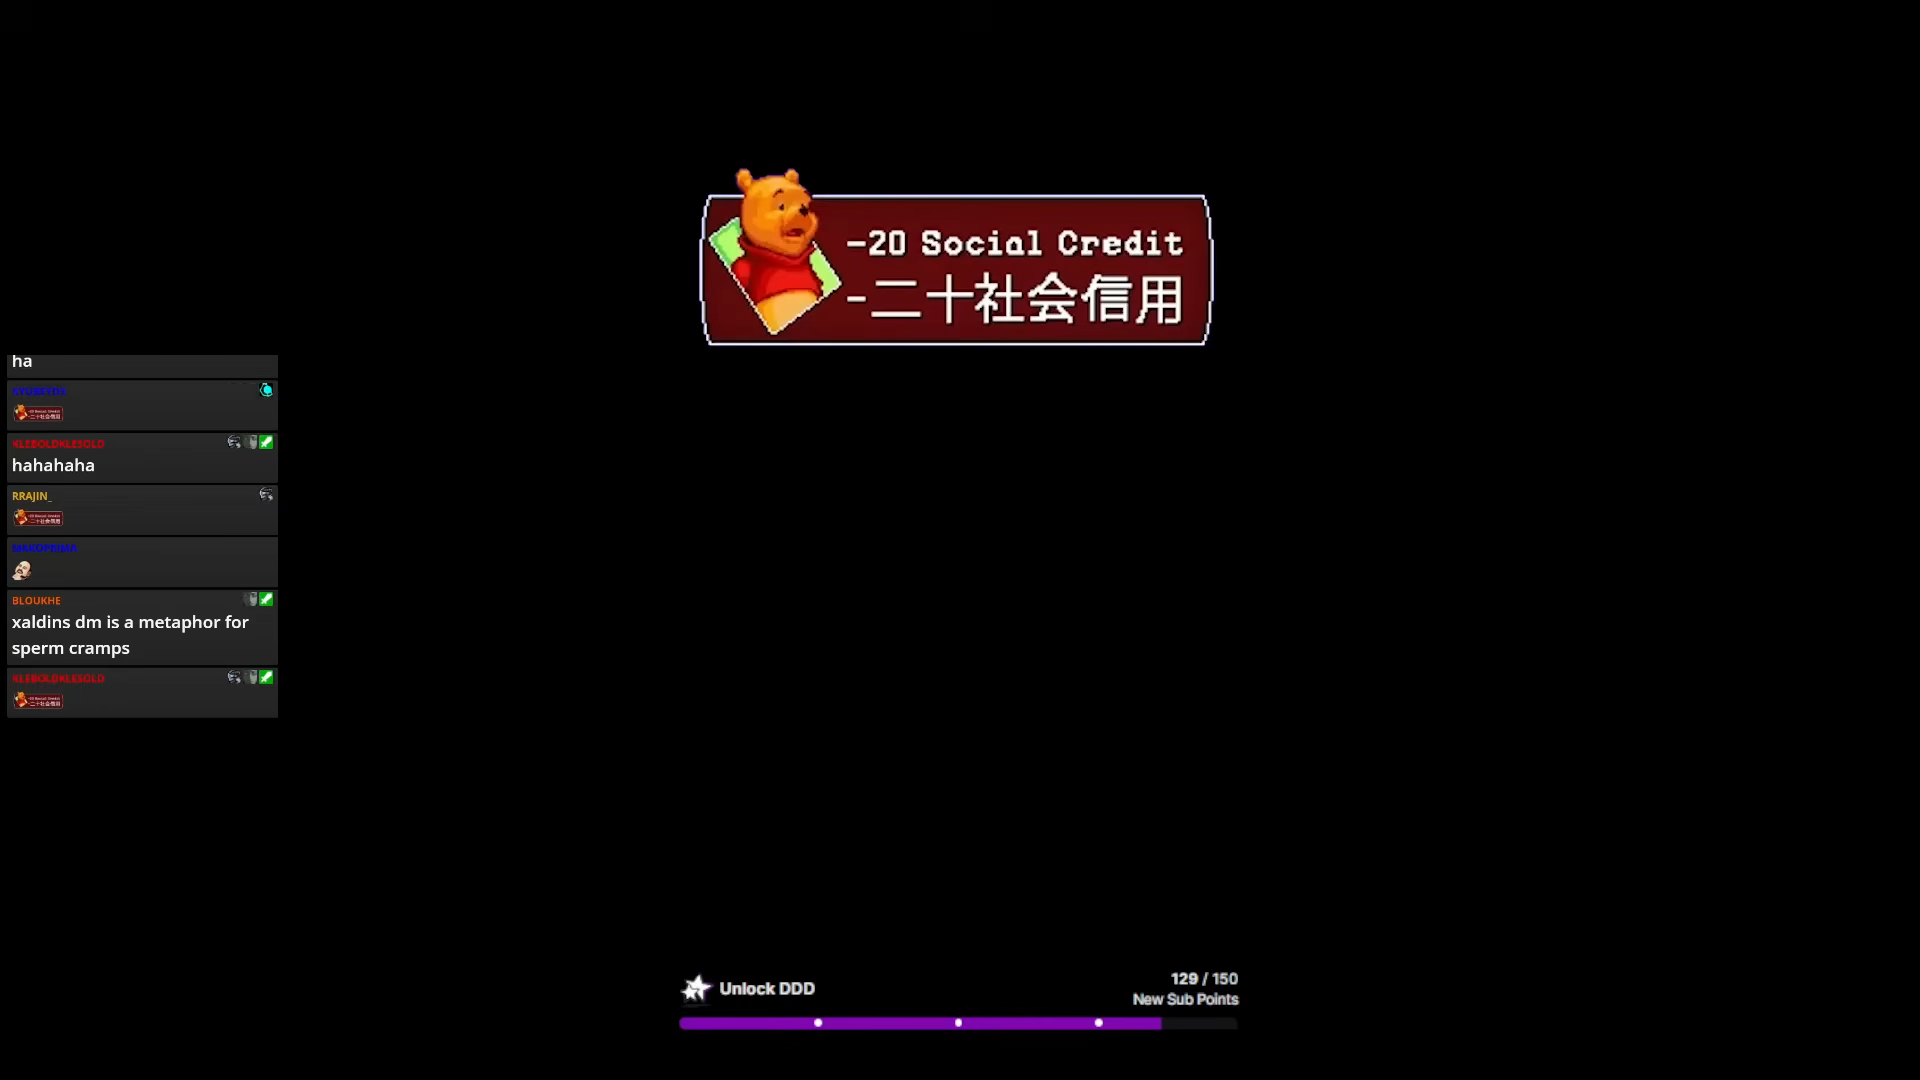 -20 Social Credit
-二十社会信用
ha
KLEBOLDKLESOLD
hahahaha
RRAJIN_
BLOUKHE
xaldins dm is a metaphor for
sperm cramps
KLEBOLDKLESOLD
Unlock DDD
129 / 150
New Sub Points